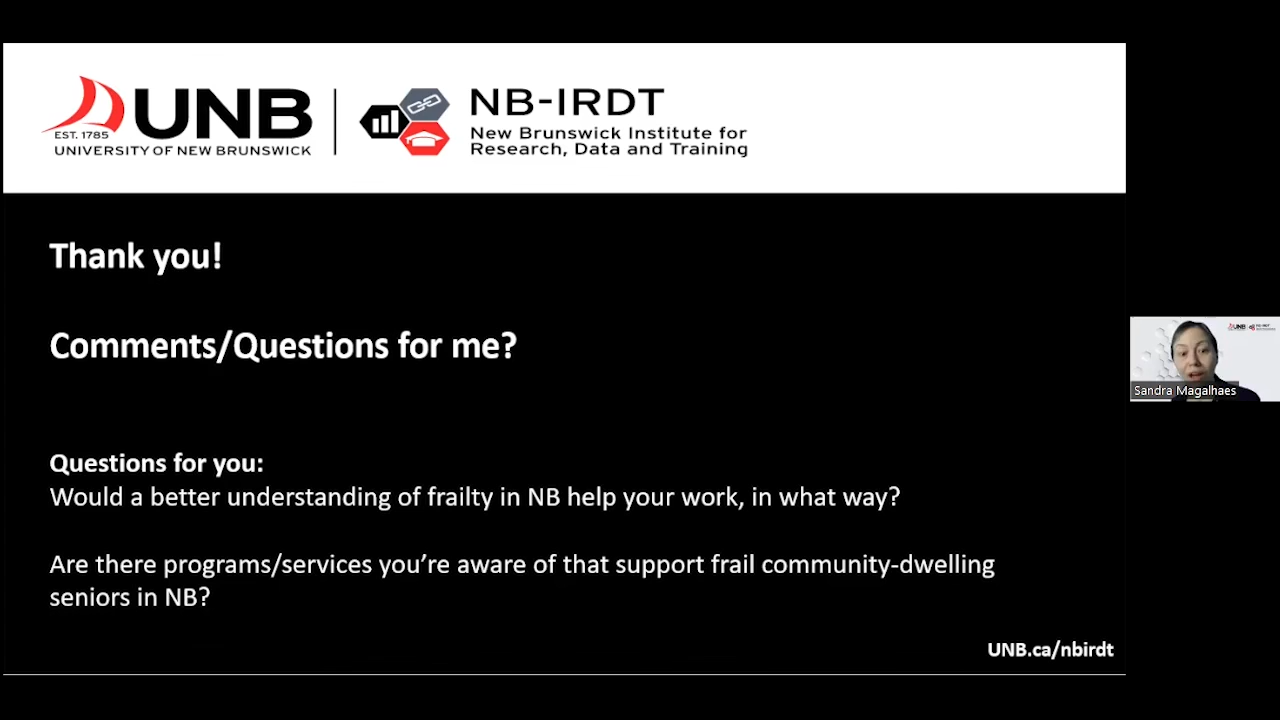 UNB
EST. 1785
UNIVERSITY OF NEW BRUNSWICK
NB-IRDT
New Brunswick Institute for
Research, Data and Training
Thank you!
Comments/Questions for me?
Questions for you:
Would a better understanding of frailty in NB help your work, in what way?
Are there programs/services you’re aware of that support frail community-dwelling
seniors in NB?
UNB.ca/nbirdt
UNB
Sandra Magalhaes